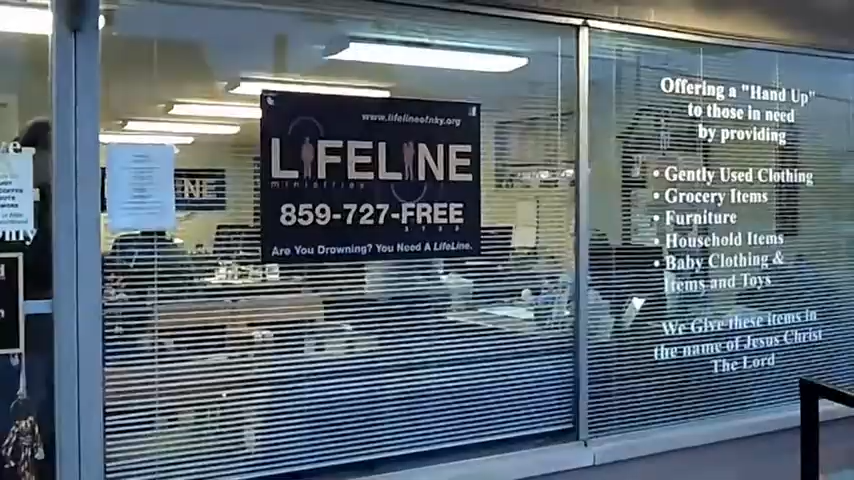 www.lifelineofnky.org
LIFELINE
ministries
859-727-FREE
3733
Are You Drowning? You Need A LifeLine.
INE
Offering a "Hand Up"
to those in need
by providing
• Gently Used Clothing
• Grocery Items
• Furniture
• Household Items
• Baby Clothing &
Items and Toys
We Give these items in
the name of Jesus Christ
The Lord